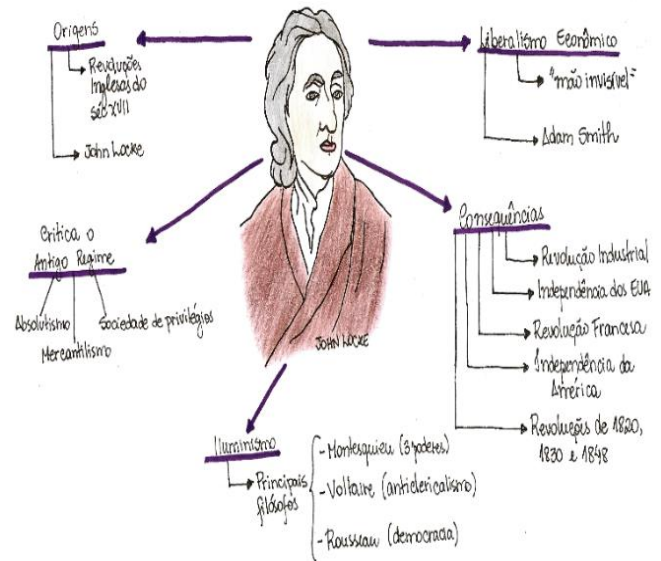 Origens
Revoluções
Inglesas do
séc XVII
John Locke
Liberalismo Econômico
"mão invisível"
Adam Smith
Critica o
Antigo Regime
Absolutismo
Mercantilismo
Sociedade de privilégios
Consequências
Revolução Industrial
Independência dos EUA
Revolução Francesa
Independência da
América
Revoluções de 1820,
1830 e 1848
JOHN LOCKE
Iluminismo
Principais
filósofos
- Montesquieu (3 poderes)
- Voltaire (anticlericalismo)
- Rousseau (democracia)